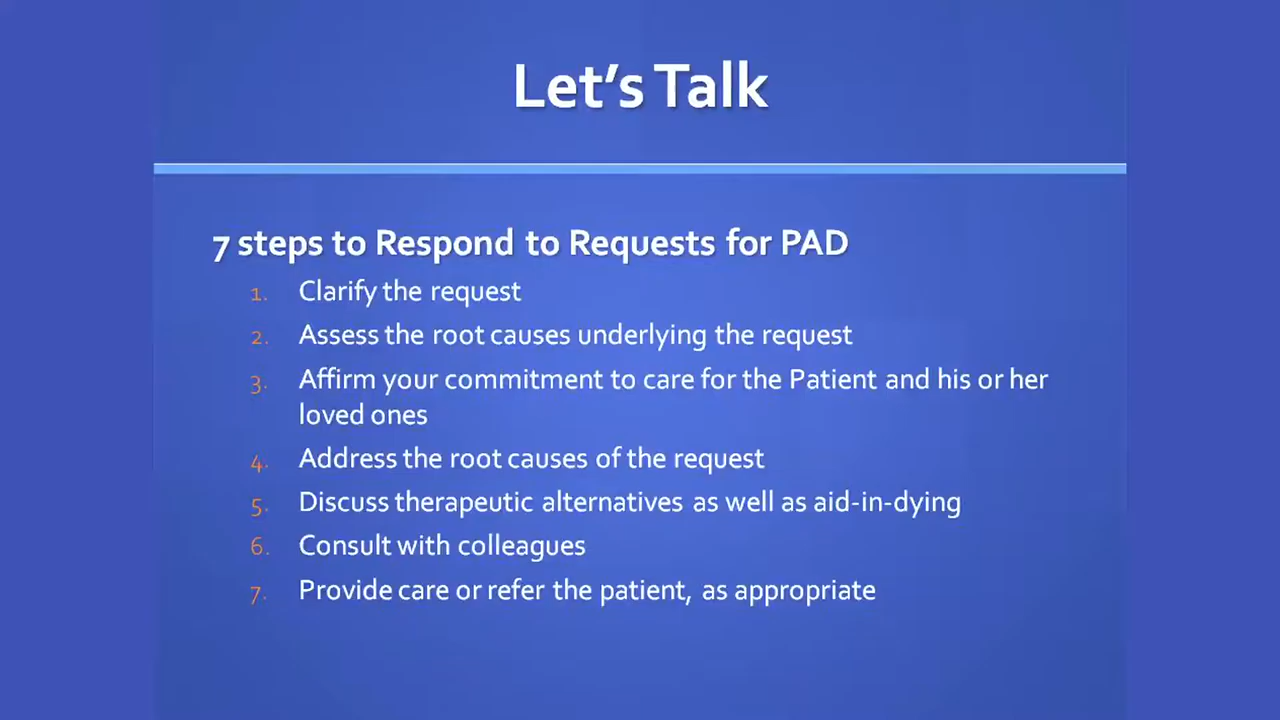 Let's Talk
7 steps to Respond to Requests for PAD
1. Clarify the request
2. Assess the root causes underlying the request
3. Affirm your commitment to care for the Patient and his or her
loved ones
4. Address the root causes of the request
5. Discuss therapeutic alternatives as well as aid-in-dying
6. Consult with colleagues
7. Provide care or refer the patient, as appropriate